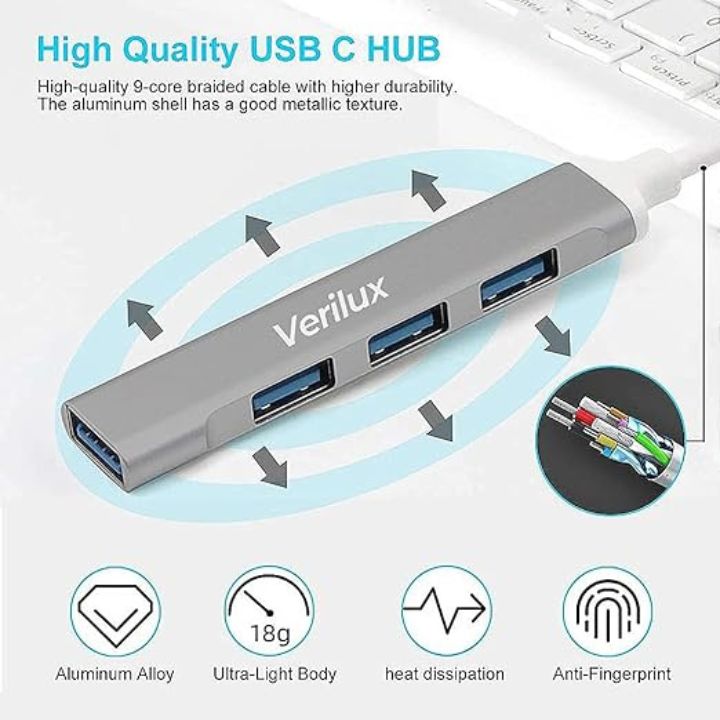 High Quality USB C HUB
High-quality 9-core braided cable with higher durability.
The aluminum shell has a good metallic texture.
Verilux
18g
Aluminum Alloy
Ultra-Light Body
heat dissipation
Anti-Fingerprint